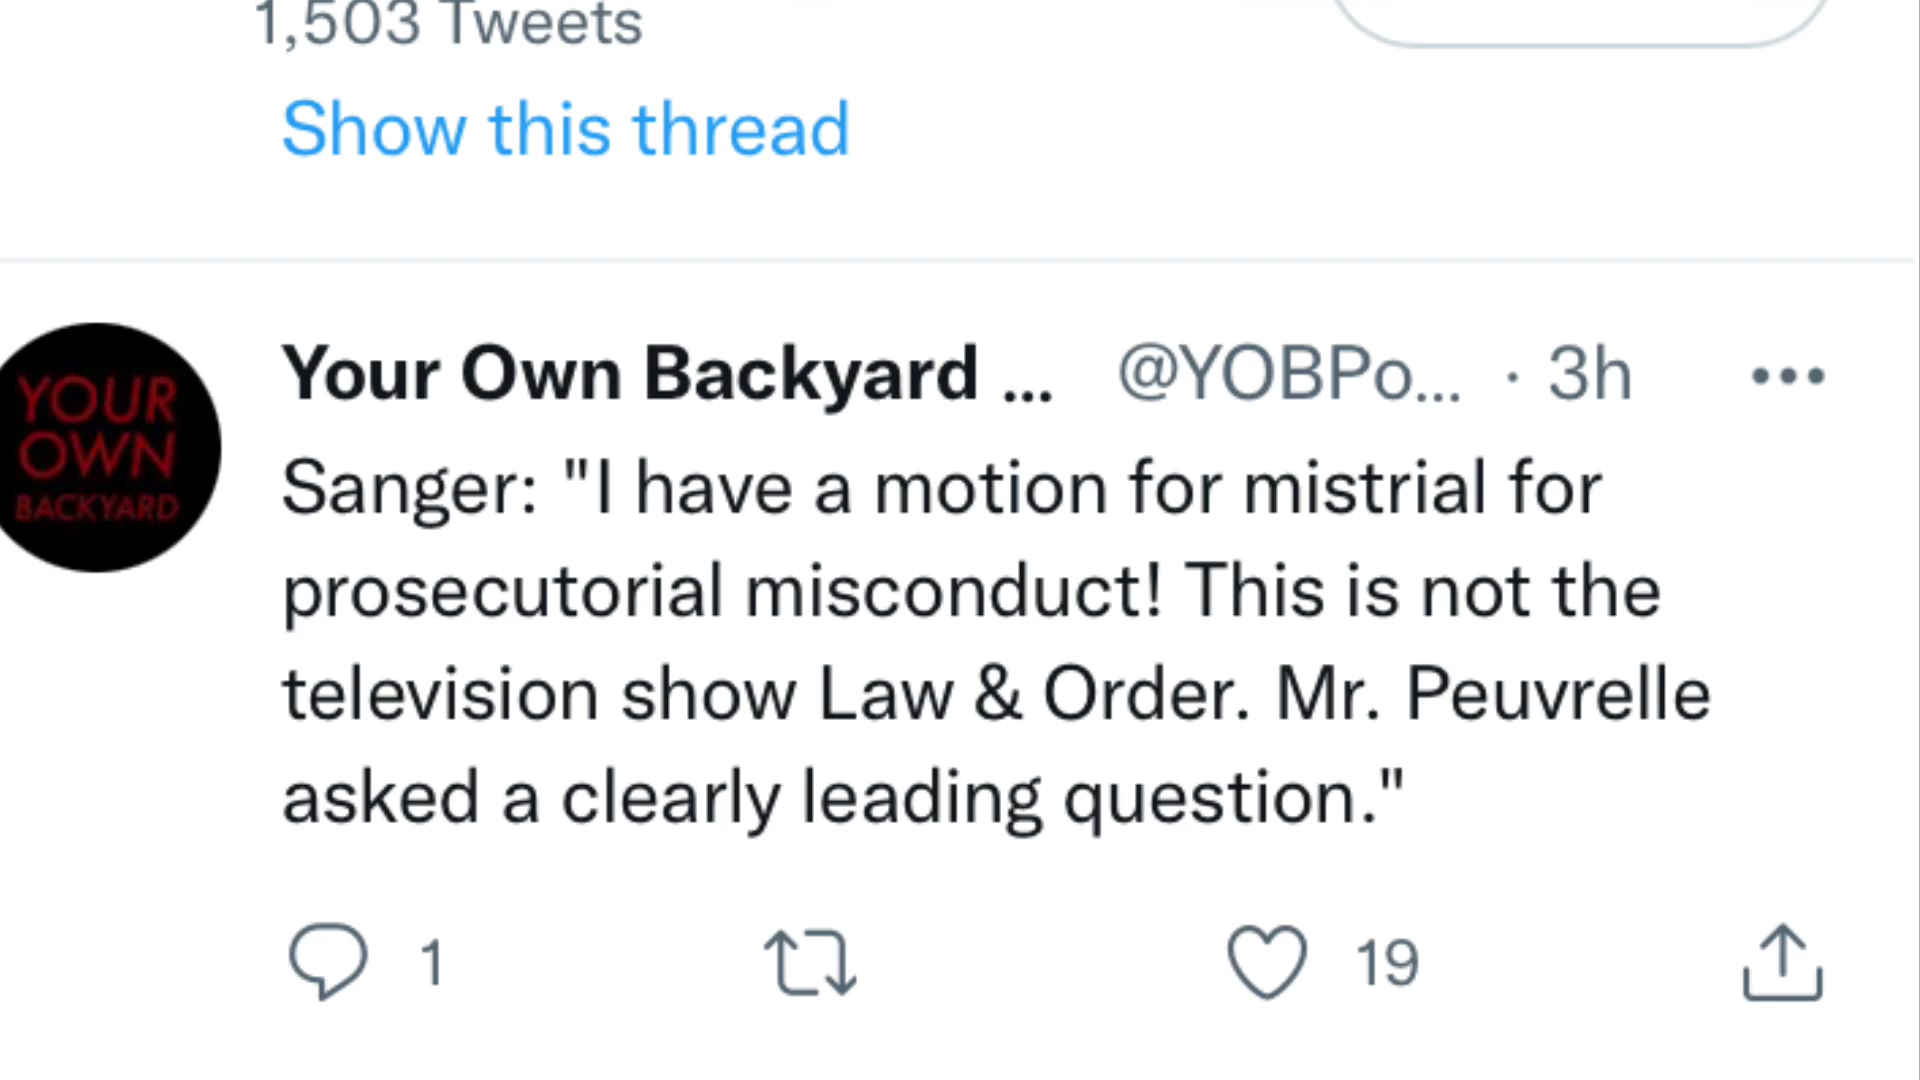 1,503 Tweets
Show this thread
YOUR
OWN
BACKYARD
Your Own Backyard ... @YOBPo... · 3h
Sanger: "I have a motion for mistrial for
prosecutorial misconduct! This is not the
television show Law & Order. Mr. Peuvrelle
asked a clearly leading question."
1 19